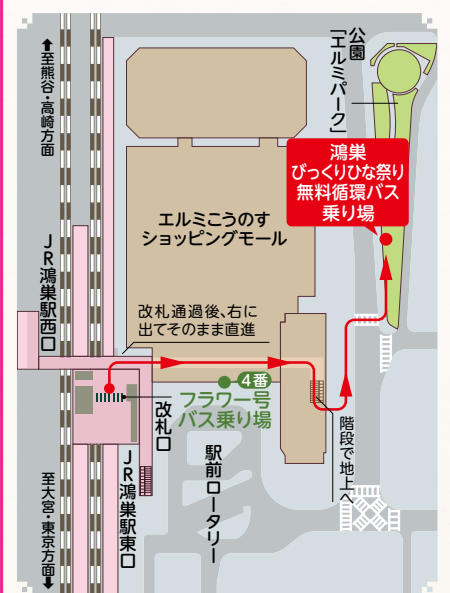 公園
「エルミパーク」
↑至熊谷・高崎方面
鴻巣
びっくりひな祭り
無料循環バス
乗り場
エルミこうのす
ショッピングモール
JR鴻巣駅西口
改札通過後、右に
出てそのまま直進
4番
フラワー号
バス乗り場
改札口
階段で地上へ
駅前ロータリー
JR鴻巣駅東口
至大宮・東京方面↓